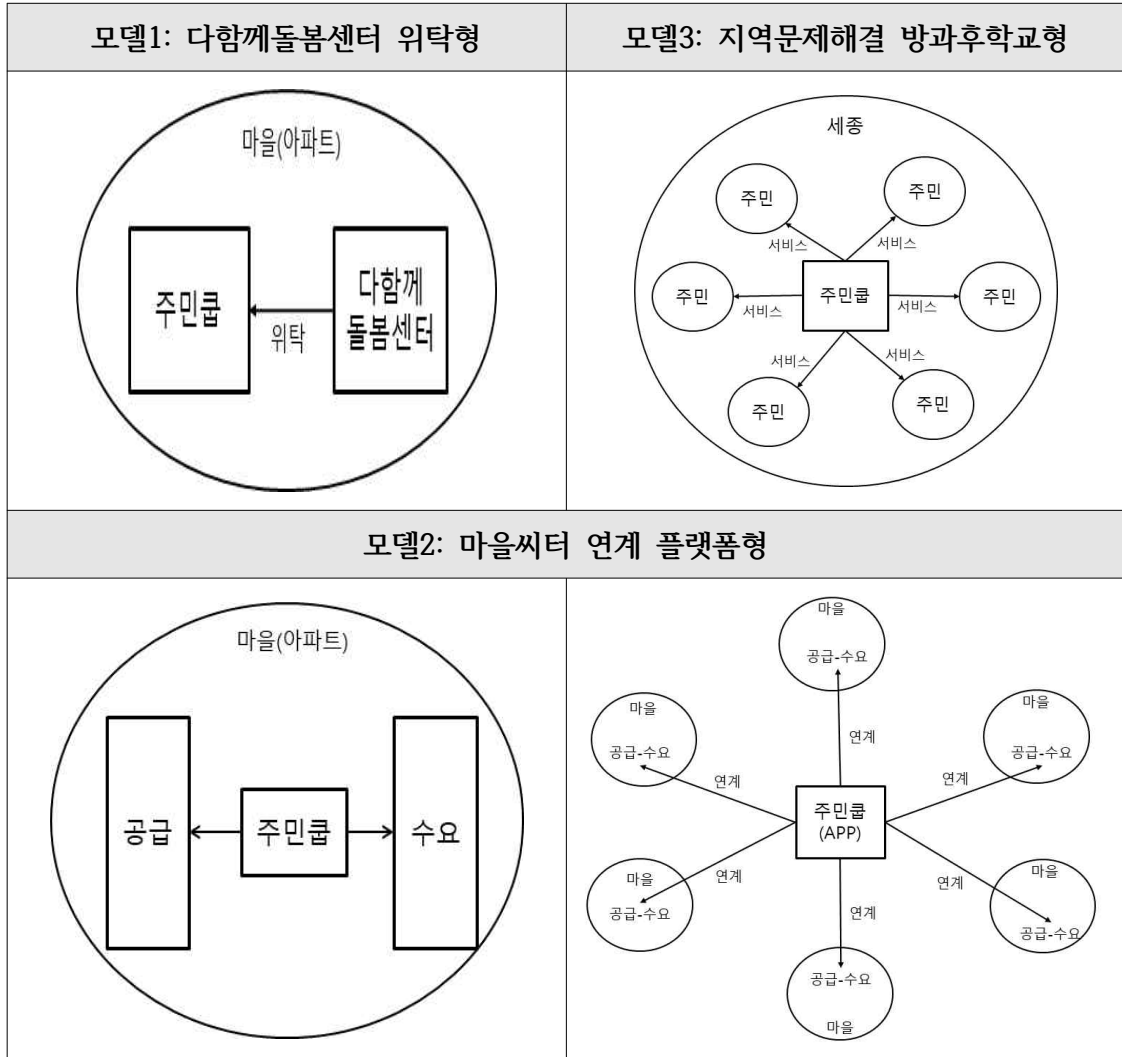 모델1: 다함께돌봄센터 위탁형
마을(아파트)
주민쿱
위탁
다함께
돌봄센터
모델3: 지역문제해결 방과후학교형
세종
주민
주민
서비스
서비스
주민
서비스
주민쿱
서비스
주민
서비스
서비스
주민
주민
모델2: 마을씨터 연계 플랫폼형
마을(아파트)
공급
주민쿱
수요
마을
공급-수요
마을
공급-수요
연계
마을
공급-수요
연계
연계
주민쿱
(APP)
마을
공급-수요
연계
연계
연계
마을
공급-수요
공급-수요
마을